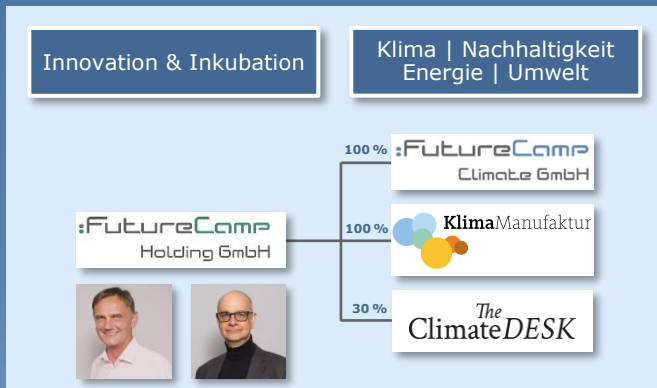 Innovation & Inkubation
Klima | Nachhaltigkeit
Energie | Umwelt
100 %
:FutureCamp
Climate GmbH
:FutureCamp
Holding GmbH
100 %
KlimaManufaktur
30 %
The
ClimateDESK